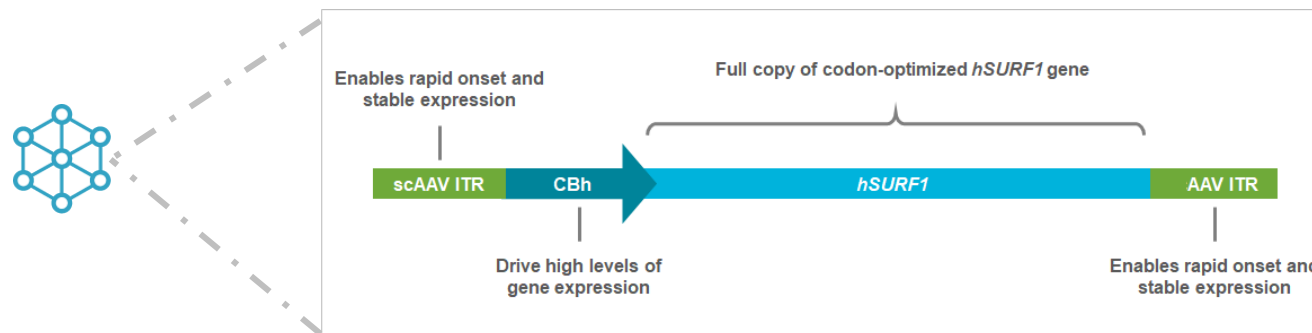 Enables rapid onset and
stable expression
Full copy of codon-optimized hSURF1 gene
scAAV ITR
CBh
hSURF1
AAV ITR
Drive high levels of
gene expression
Enables rapid onset and
stable expression